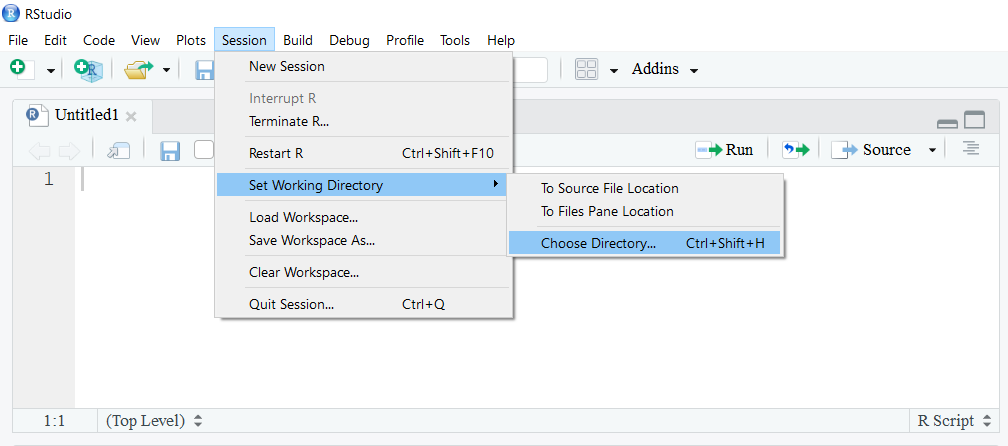 RStudio
File Edit Code View Plots Session Build Debug Profile Tools Help
Addins
New Session
Interrupt R
Terminate R...
Restart R Ctrl+Shift+F10
Set Working Directory
Load Workspace...
Save Workspace As...
Clear Workspace...
Quit Session... Ctrl+Q
To Source File Location
To Files Pane Location
Choose Directory... Ctrl+Shift+H
Untitled1
Run Source
1
1:1 (Top Level) R Script